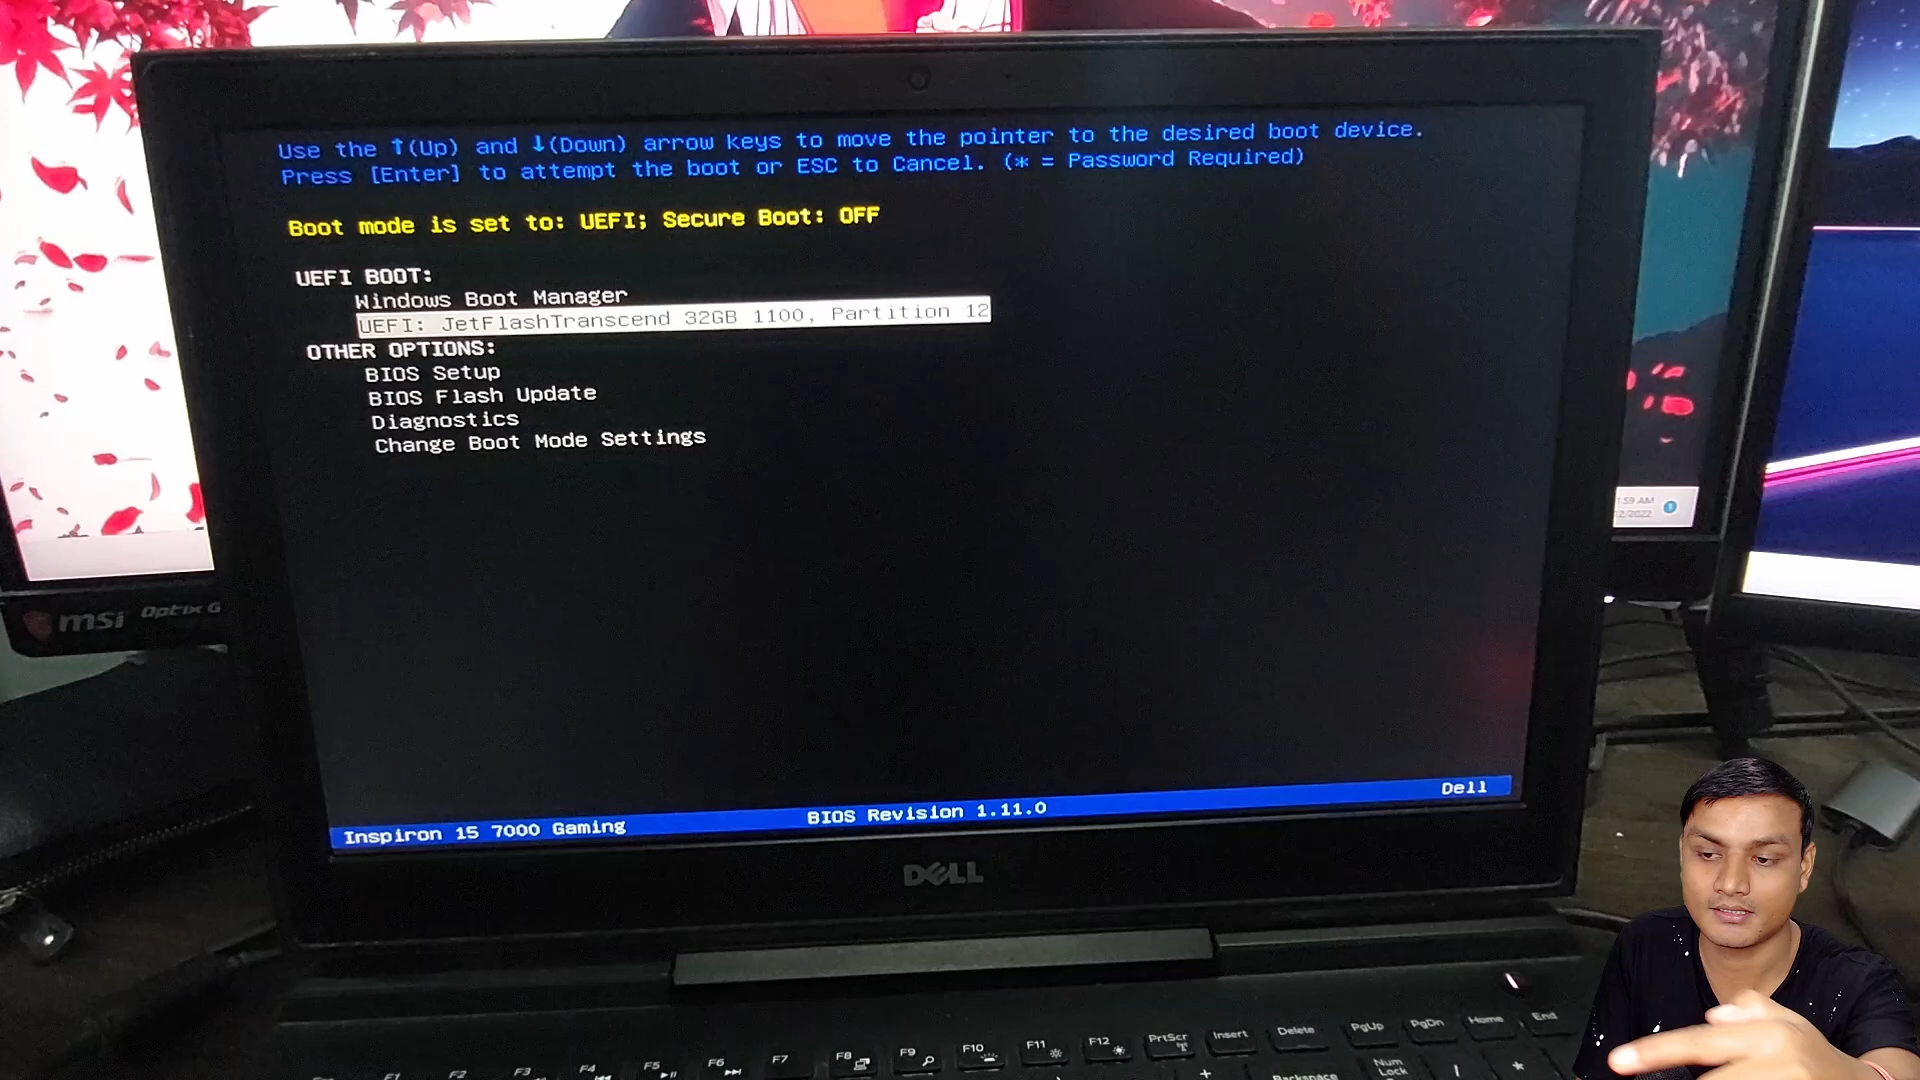 Use the ↑(Up) and ↓(Down) arrow keys to move the pointer to the desired boot device.
Press [Enter] to attempt the boot or ESC to Cancel. (* = Password Required)
Boot mode is set to: UEFI; Secure Boot: OFF
UEFI BOOT:
Windows Boot Manager
UEFI: JetFlashTranscend 32GB 1100, Partition 12
OTHER OPTIONS:
BIOS Setup
BIOS Flash Update
Diagnostics
Change Boot Mode Settings
:59 AM
/2022
msi Optix G
Inspiron 15 7000 Gaming BIOS Revision 1.11.0 Dell
DELL
F1 F2 F3 F4 F5 F6 F7 F8 F9 F10 F11 F12 PrtScr Insert Delete PgUp PgDn Home End
+ Backspace Num Lock / *